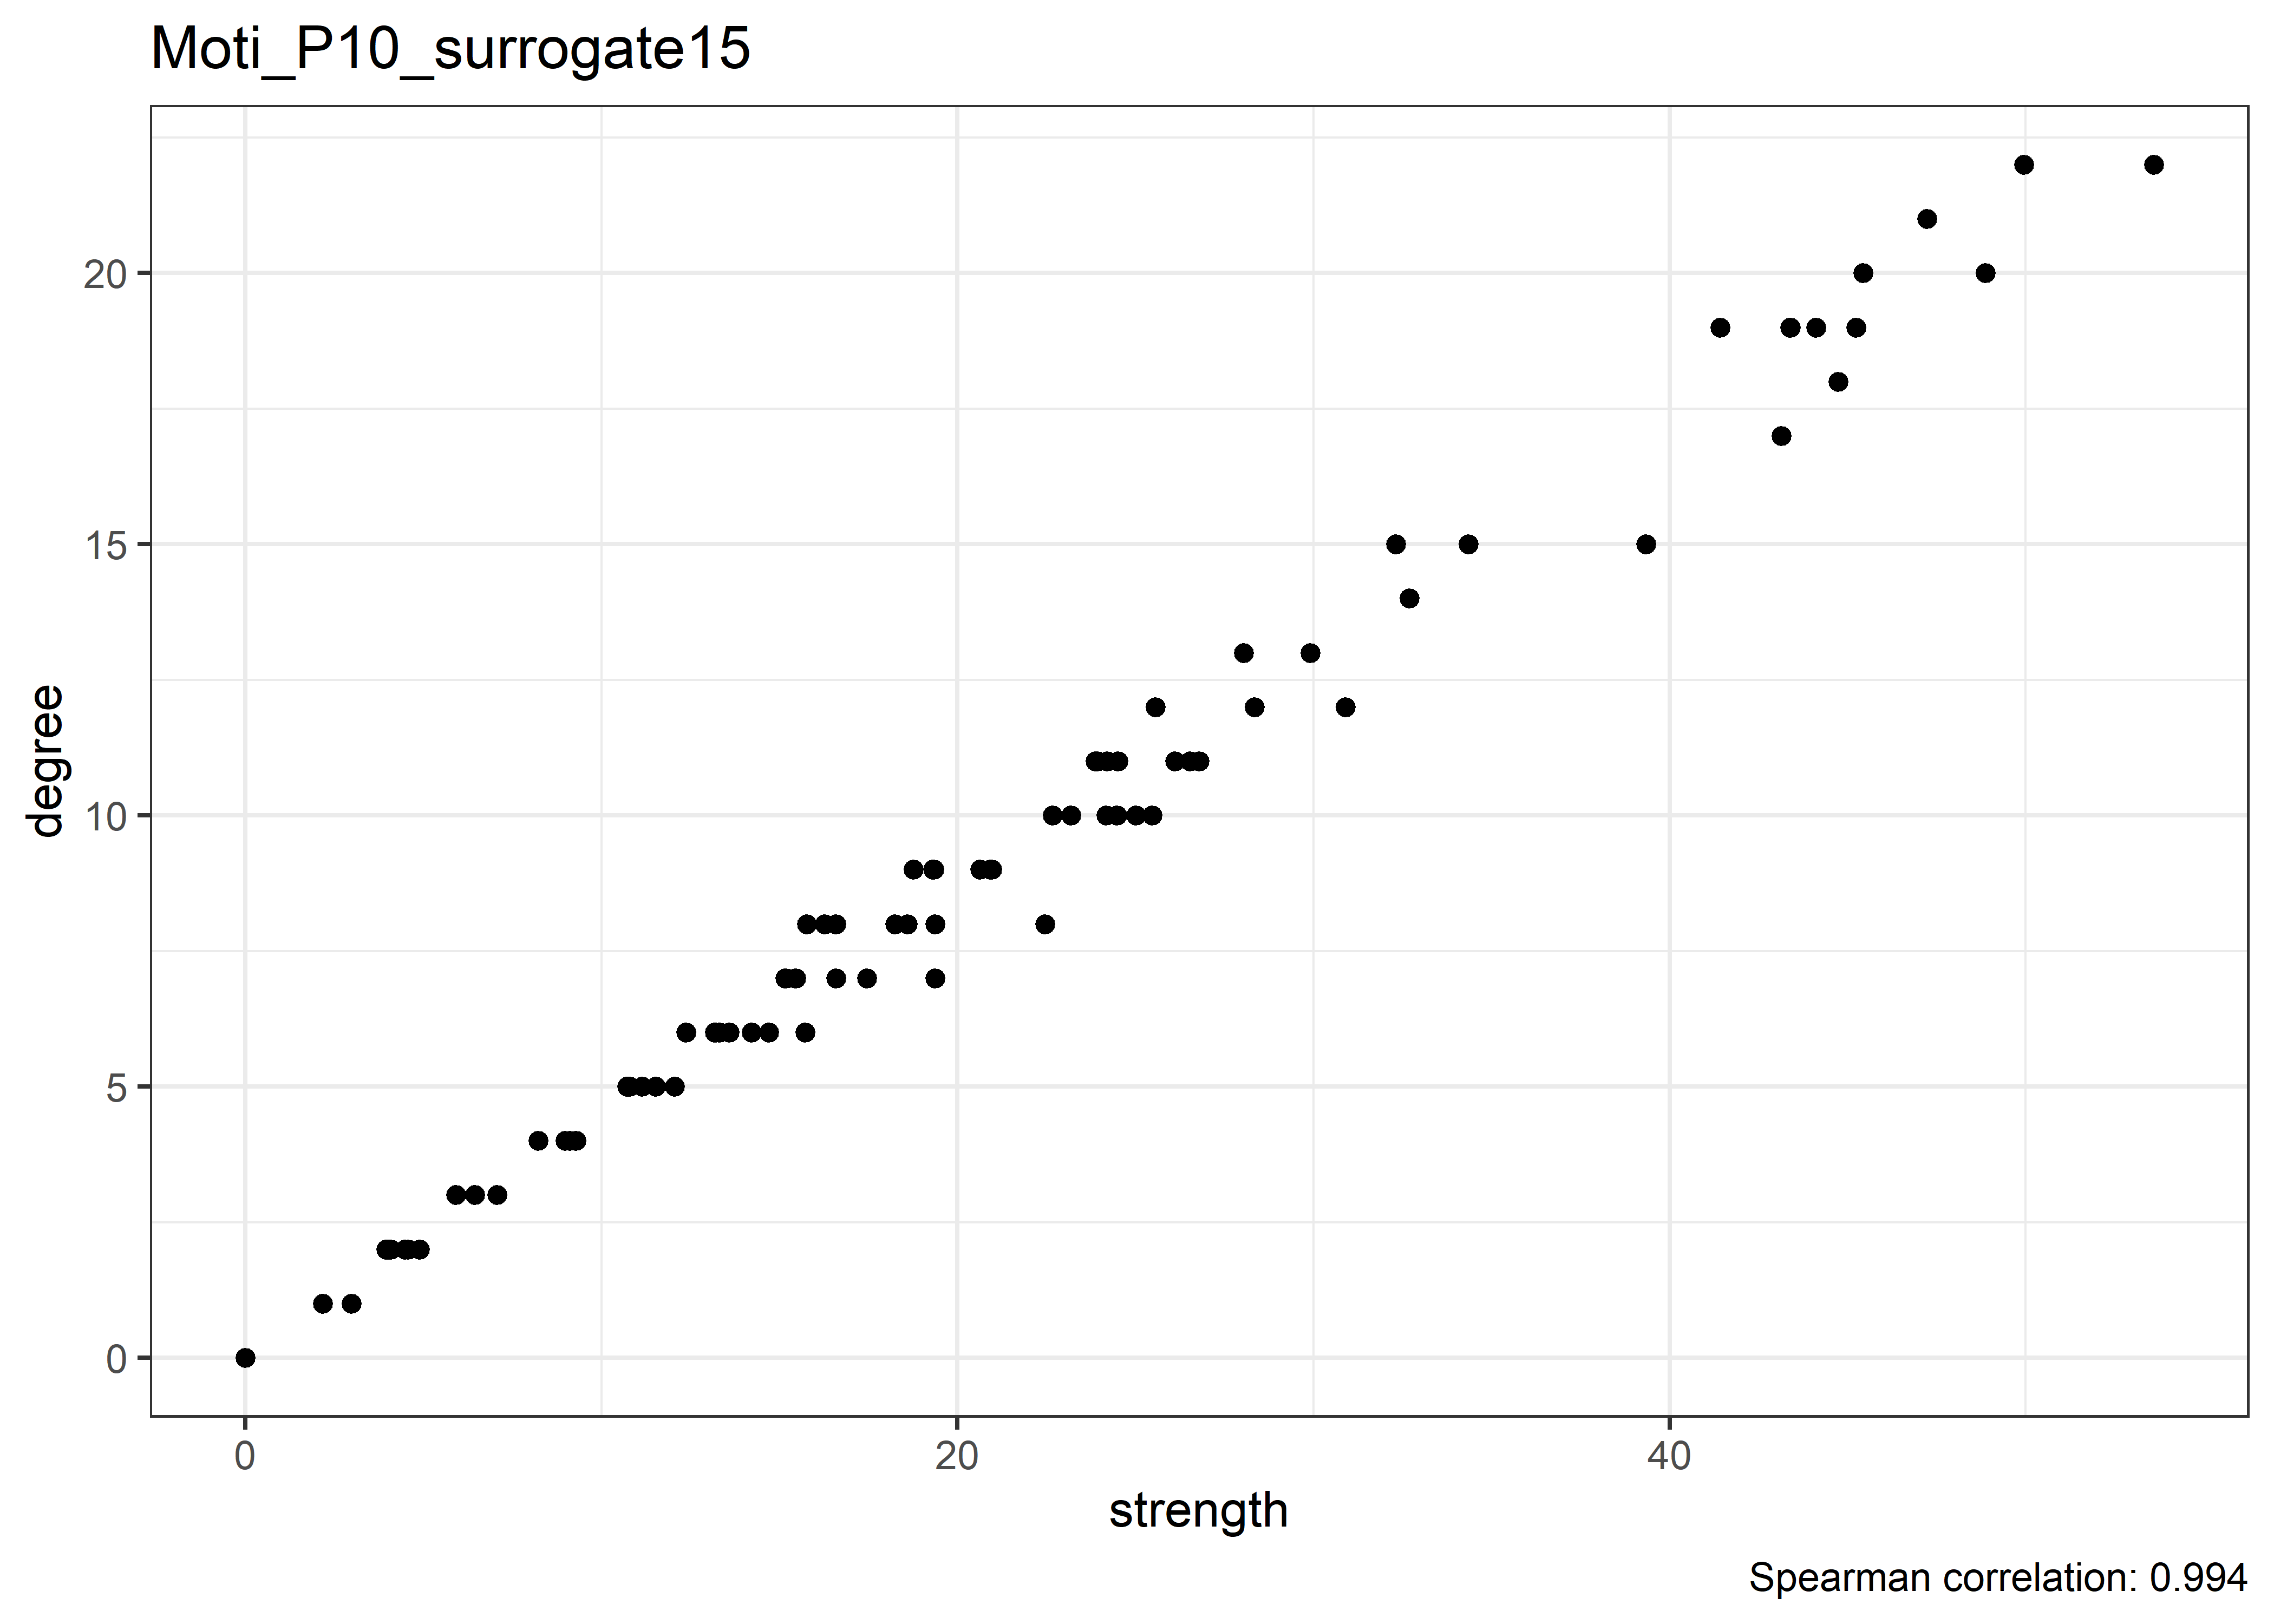 Moti_P10_surrogate15
degree
20
15
10
5
0
0 20 40
strength
Spearman correlation: 0.994